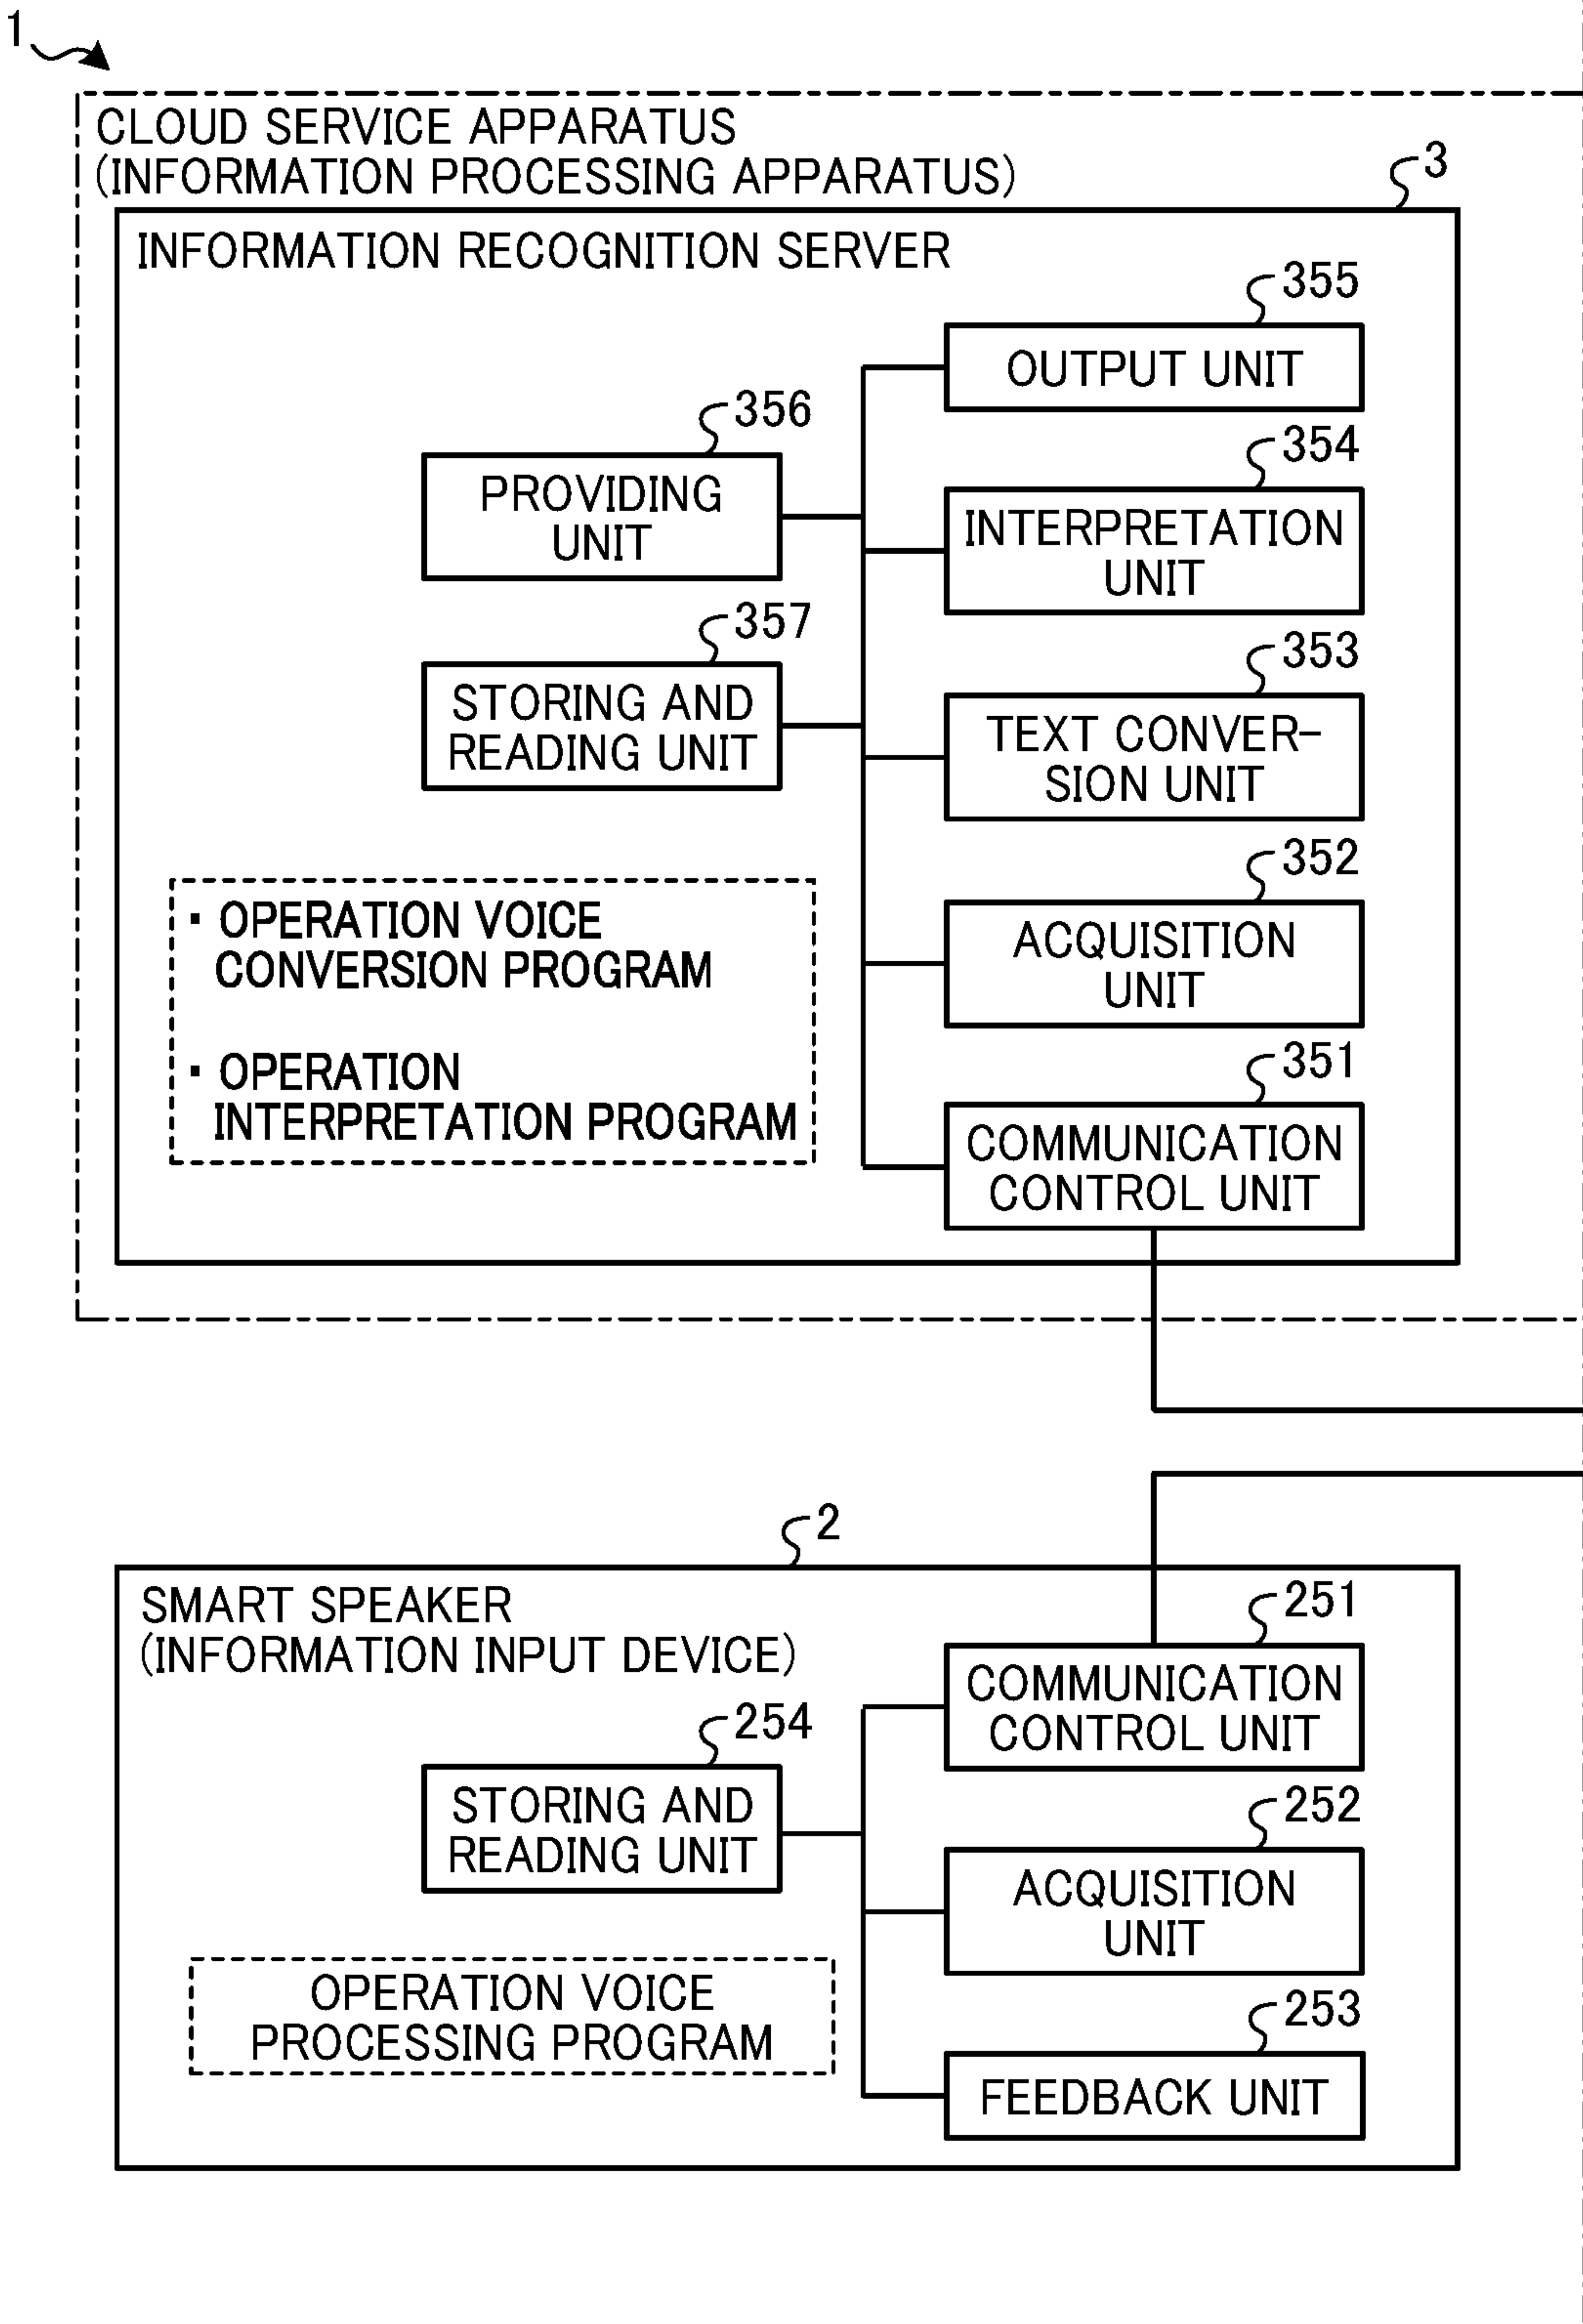 1
CLOUD SERVICE APPARATUS
(INFORMATION PROCESSING APPARATUS)
3
INFORMATION RECOGNITION SERVER
355
OUTPUT UNIT
356
PROVIDING
UNIT
354
INTERPRETATION
UNIT
357
STORING AND
READING UNIT
353
TEXT CONVER-
SION UNIT
352
ACQUISITION
UNIT
▪ OPERATION VOICE
CONVERSION PROGRAM
▪ OPERATION
INTERPRETATION PROGRAM
351
COMMUNICATION
CONTROL UNIT
2
SMART SPEAKER
(INFORMATION INPUT DEVICE)
251
COMMUNICATION
CONTROL UNIT
254
STORING AND
READING UNIT
252
ACQUISITION
UNIT
OPERATION VOICE
PROCESSING PROGRAM
253
FEEDBACK UNIT